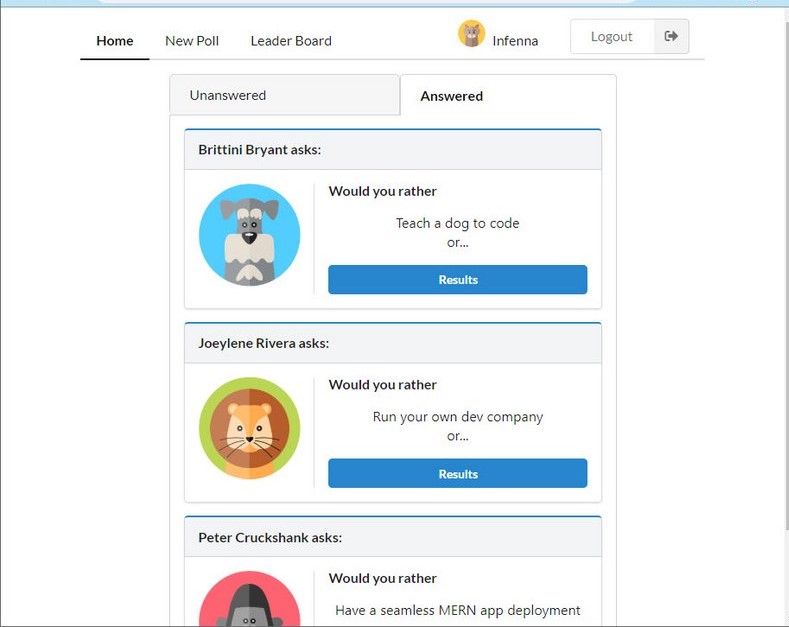 Home New Poll Leader Board Infenna Logout
Unanswered Answered
Brittini Bryant asks:
Would you rather
Teach a dog to code
or...
Results
Joeylene Rivera asks:
Would you rather
Run your own dev company
or...
Results
Peter Cruckshank asks:
Would you rather
Have a seamless MERN app deployment